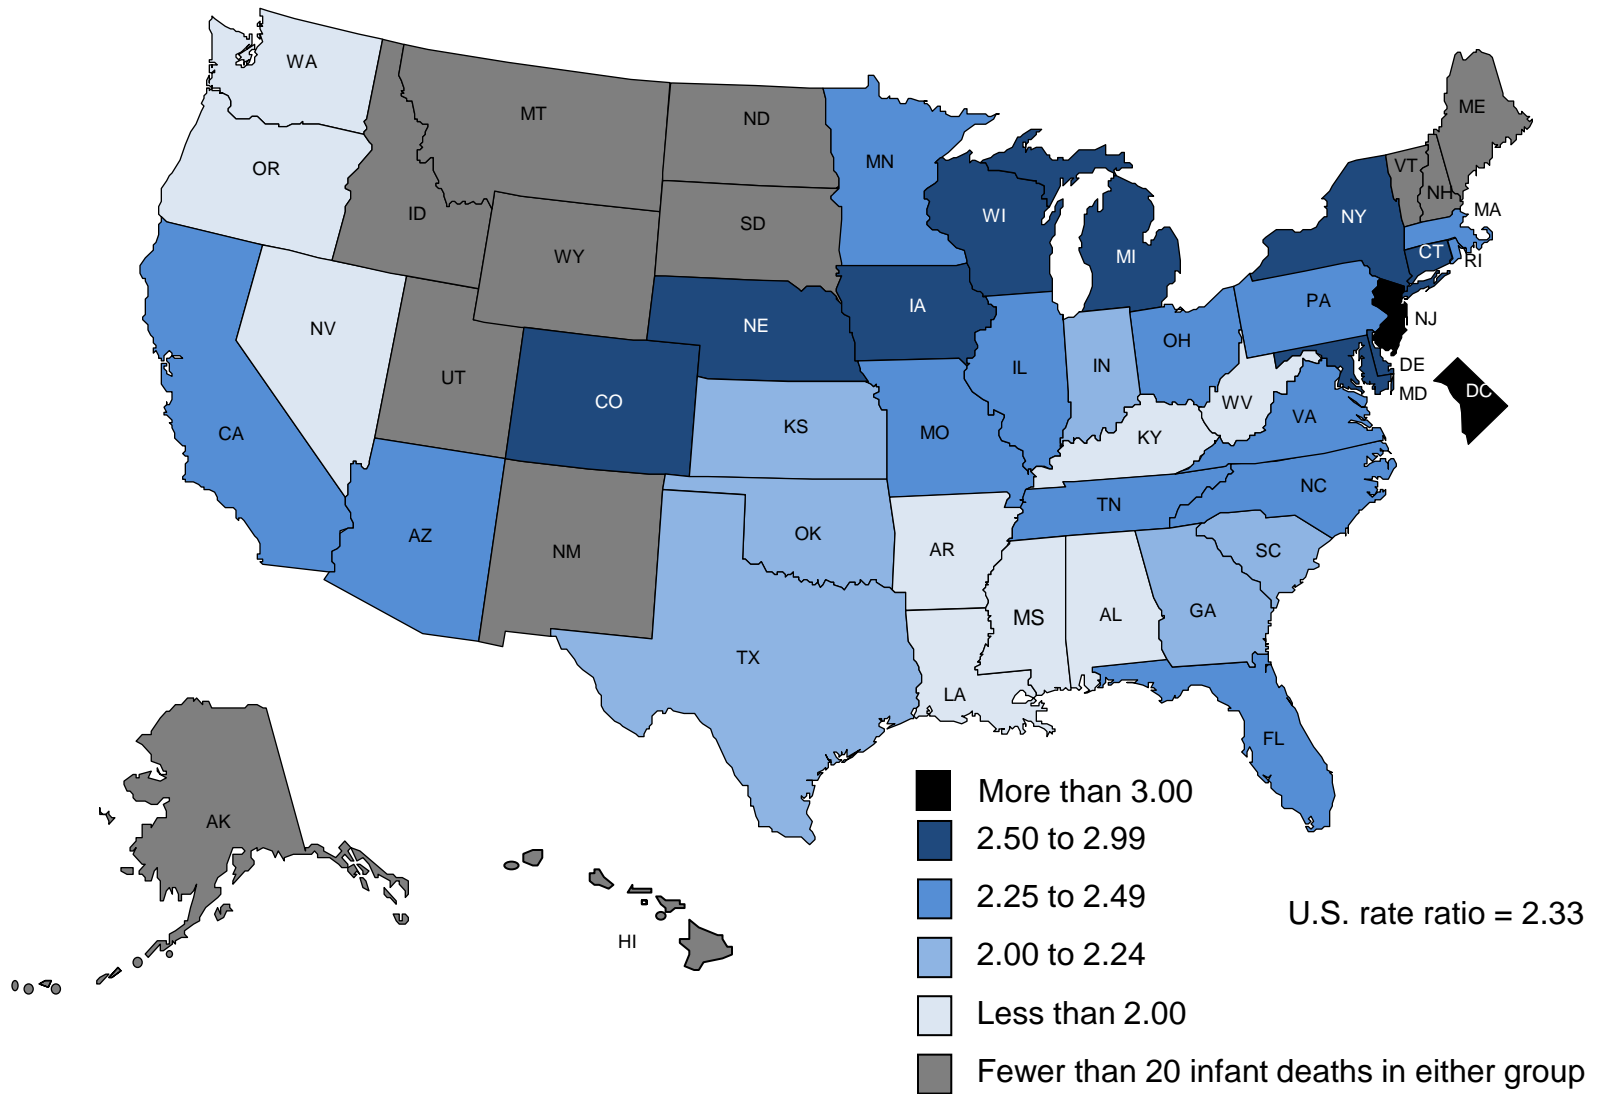 WA
MT
ND
ME
OR
MN
VT
ID
SD
WI
NH
NY
MA
WY
MI
CT
RI
NE
IA
PA
NV
NJ
UT
OH
CO
IL
IN
DE
MD
DC
CA
KS
MO
WV
VA
KY
NC
TN
AZ
OK
NM
AR
SC
GA
AL
MS
TX
LA
FL
AK
HI
More than 3.00
2.50 to 2.99
2.25 to 2.49
U.S. rate ratio = 2.33
2.00 to 2.24
Less than 2.00
Fewer than 20 infant deaths in either group